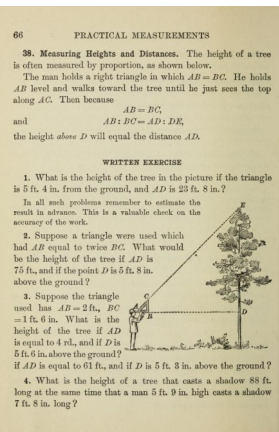 66 PRACTICAL MEASUREMENTS
38. Measuring Heights and Distances. The height of a tree
is often measured by proportion, as shown below.
The man holds a right triangle in which AB = BC. He holds
AB level and walks toward the tree until he just sees the top
along AC. Then because
AB = BC,
and AB : BC = AD : DE,
the height above D will equal the distance AD.
WRITTEN EXERCISE
1. What is the height of the tree in the picture if the triangle
is 5 ft. 4 in. from the ground, and AD is 23 ft. 8 in.?
In all such problems remember to estimate the
result in advance. This is a valuable check on the
accuracy of the work.
2. Suppose a triangle were used which
had AB equal to twice BC. What would
be the height of the tree if AD is
75 ft., and if the point D is 5 ft. 8 in.
above the ground?
3. Suppose the triangle
used has AB = 2 ft., BC
= 1 ft. 6 in. What is the
height of the tree if AD
is equal to 4 rd., and if D is
5 ft. 6 in. above the ground?
if AD is equal to 61 ft., and if D is 5 ft. 3 in. above the ground?
4. What is the height of a tree that casts a shadow 88 ft.
long at the same time that a man 5 ft. 9 in. high casts a shadow
7 ft. 8 in. long?
E
C
B
D